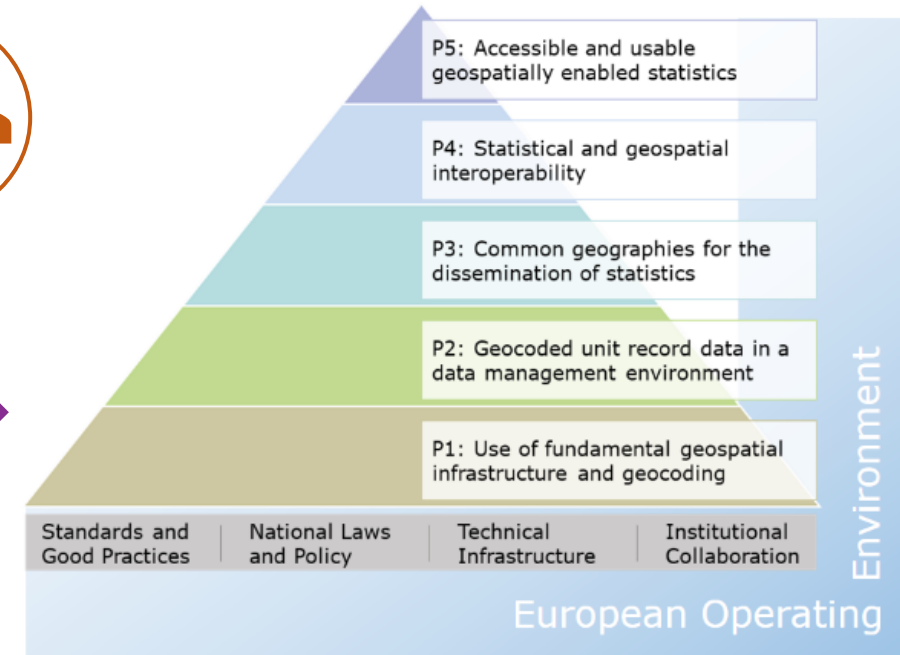 P5: Accessible and usable
geospatially enabled statistics
P4: Statistical and geospatial
interoperability
P3: Common geographies for the
dissemination of statistics
P2: Geocoded unit record data in a
data management environment
P1: Use of fundamental geospatial
infrastructure and geocoding
Standards and
Good Practices
National Laws
and Policy
Technical
Infrastructure
Institutional
Collaboration
European Operating
Environment